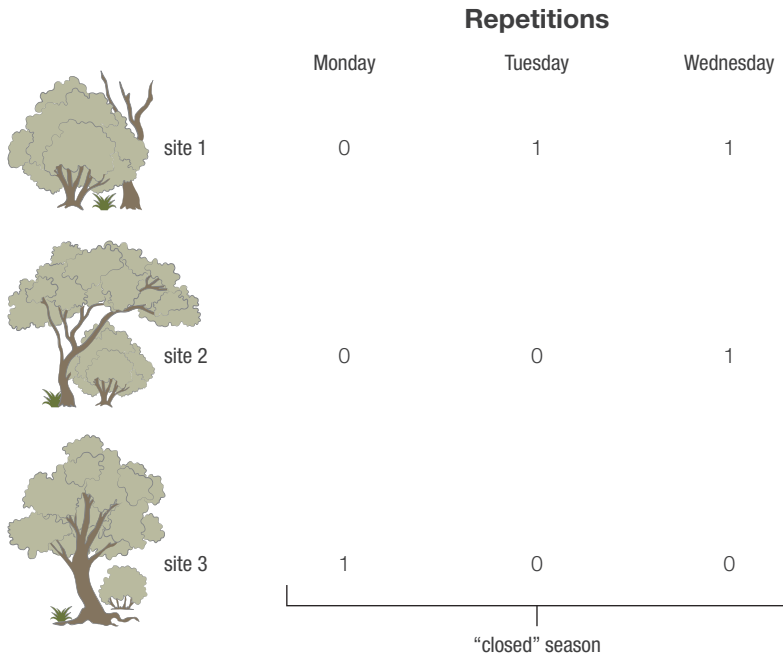 Repetitions
Monday Tuesday Wednesday
site 1 0 1 1
site 2 0 0 1
site 3 1 0 0
“closed” season